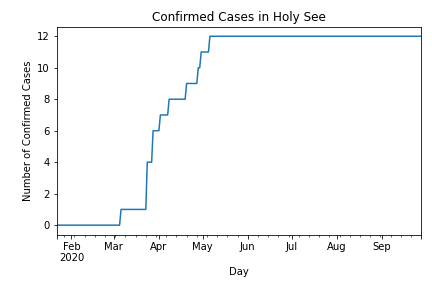 Confirmed Cases in Holy See
Number of Confirmed Cases
12
10
8
6
4
2
0
Feb Mar Apr May Jun Jul Aug Sep
2020
Day